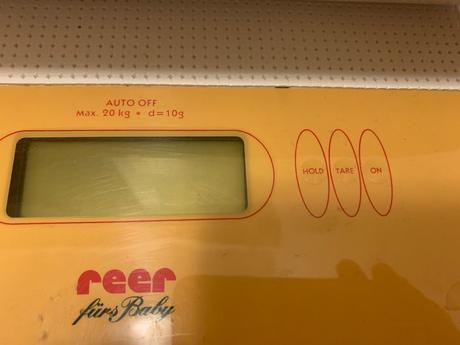 AUTO OFF
Max. 20 kg • d=10g
HOLD TARE ON
reer
fürs Baby